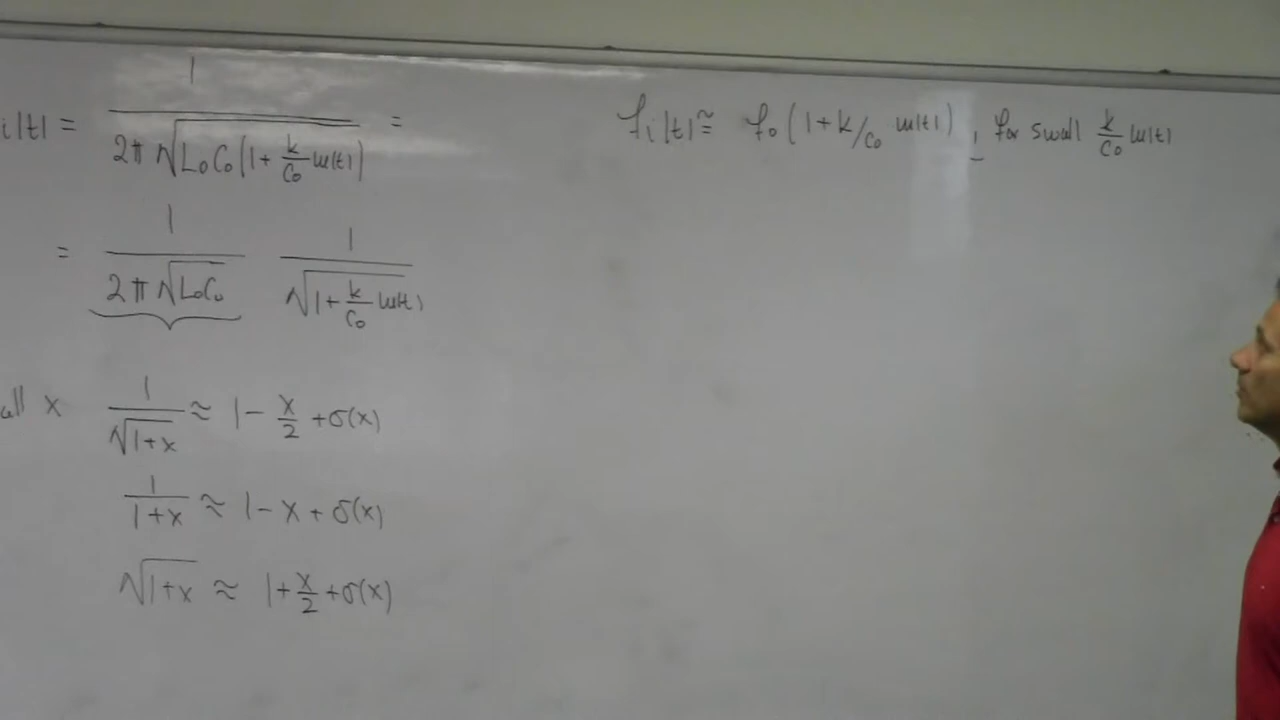 i(t) = 1 / (2π √(L₀C₀(1 + k/C₀ m(t)))) =
= 1 / (2π √(L₀C₀)) 1 / √(1 + k/C₀ m(t))
all x 1/√(1+x) ≈ 1 - x/2 + σ(x)
1/(1+x) ≈ 1 - x + σ(x)
√(1+x) ≈ 1 + x/2 + σ(x)
f_i(t) ≅ f₀(1 + k/C₀ m(t)), for small k/C₀ m(t)